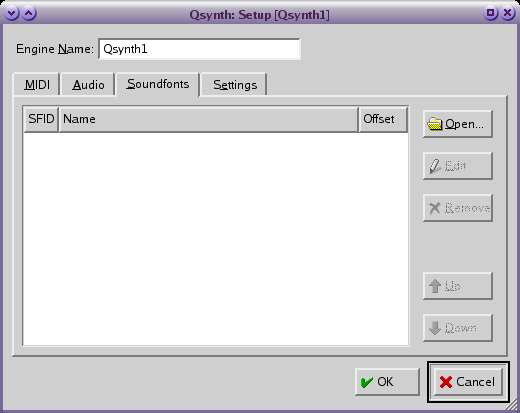 Qsynth: Setup [Qsynth1]
Engine Name: Qsynth1
MIDI Audio Soundfonts Settings
SFID Name Offset
Open...
Edit
Remove
Up
Down
OK Cancel